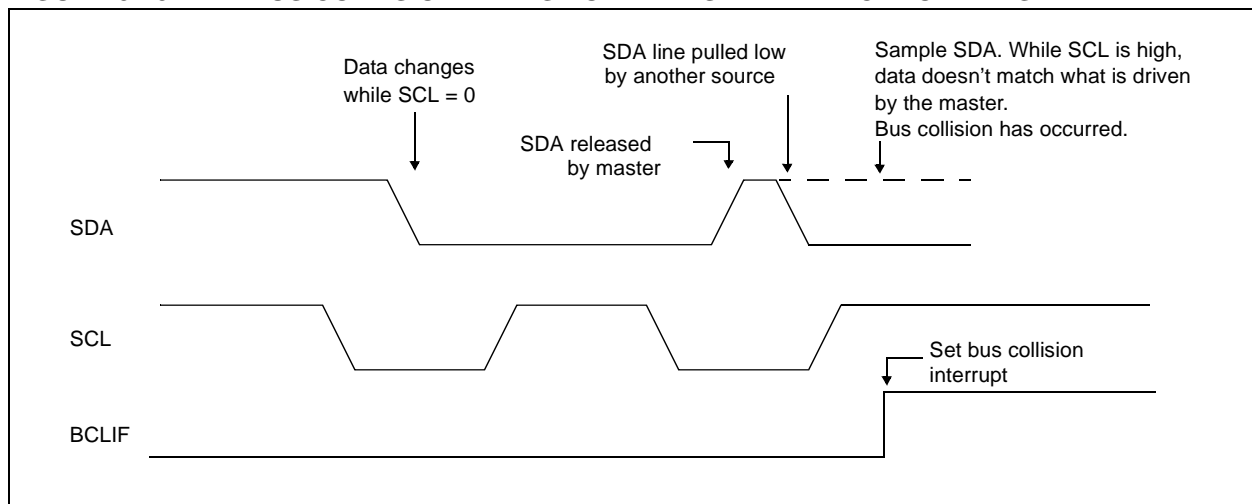 Data changes
while SCL = 0
SDA line pulled low
by another source
Sample SDA. While SCL is high,
data doesn't match what is driven
by the master.
Bus collision has occurred.
SDA released
by master
SDA
SCL
Set bus collision
interrupt
BCLIF